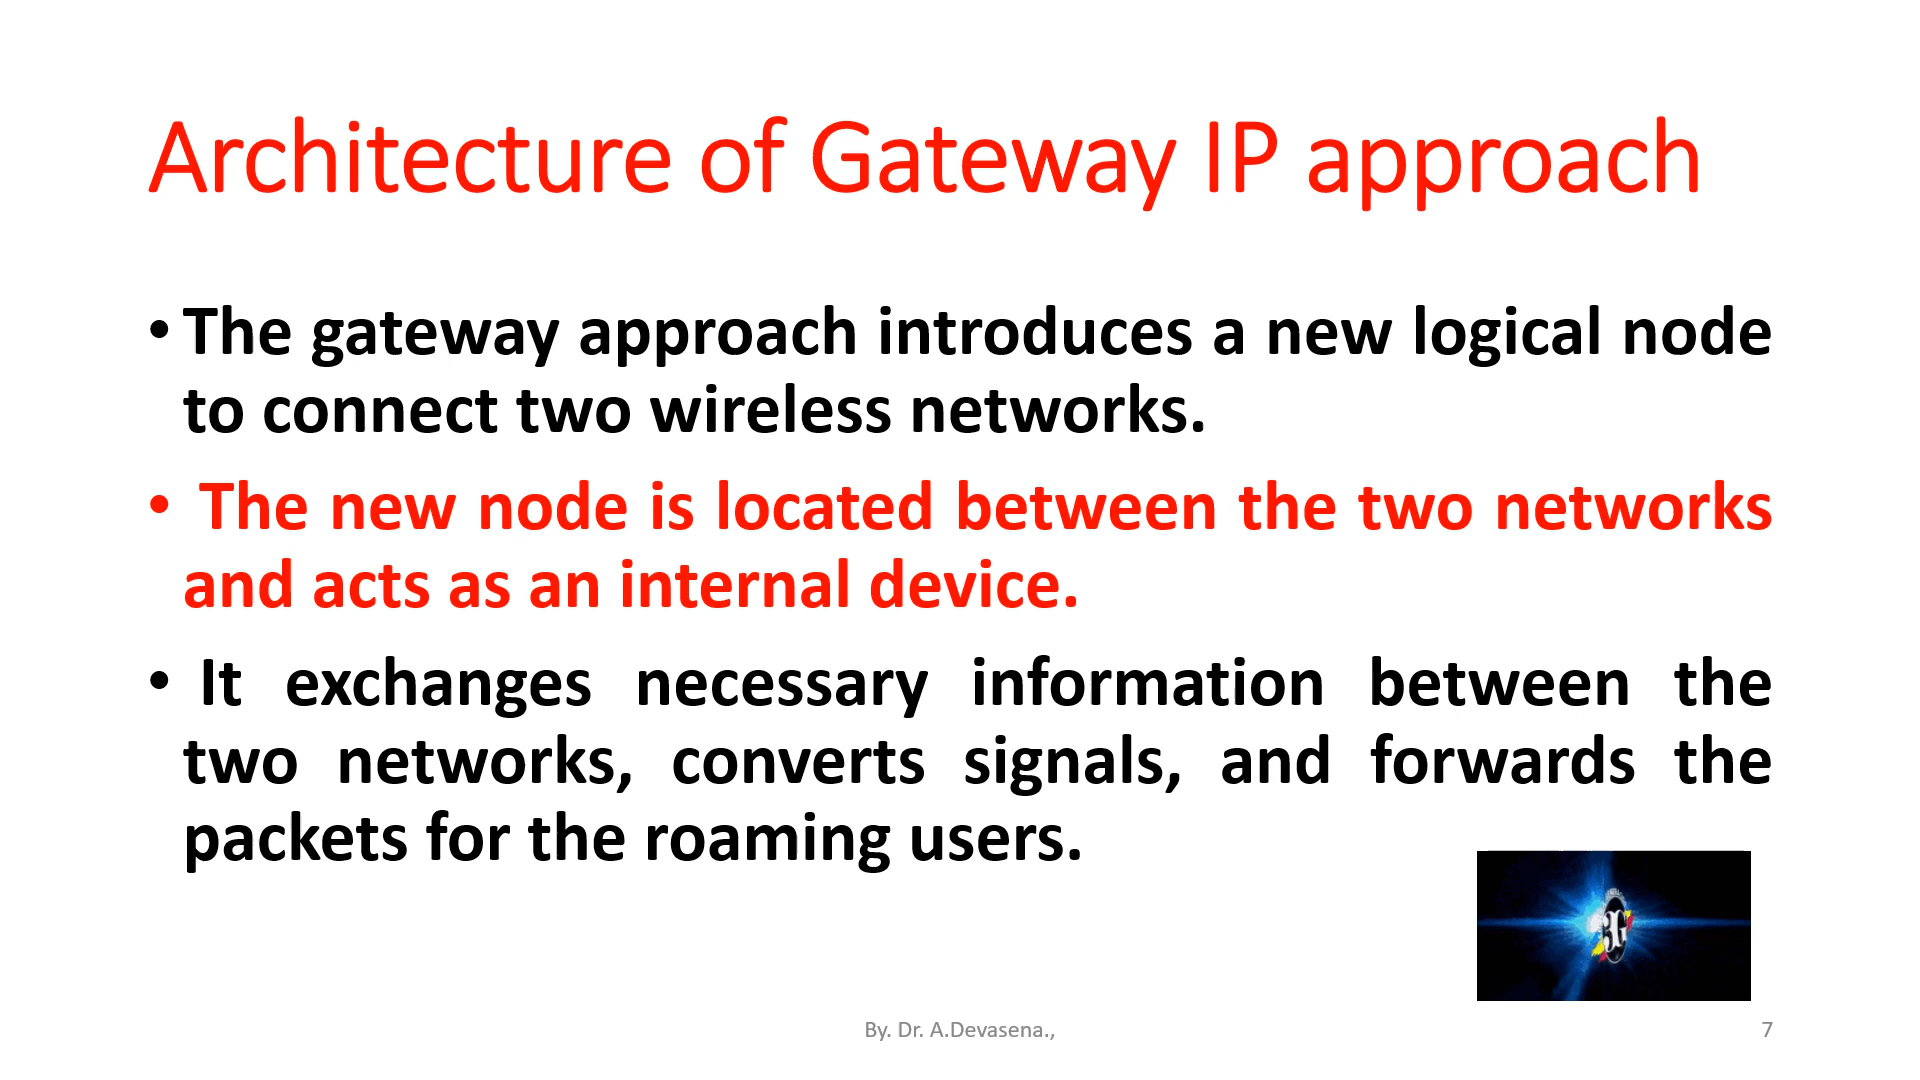 Architecture of Gateway IP approach
• The gateway approach introduces a new logical node
to connect two wireless networks.
• The new node is located between the two networks
and acts as an internal device.
• It exchanges necessary information between the
two networks, converts signals, and forwards the
packets for the roaming users.
3G
By. Dr. A.Devasena.,
7